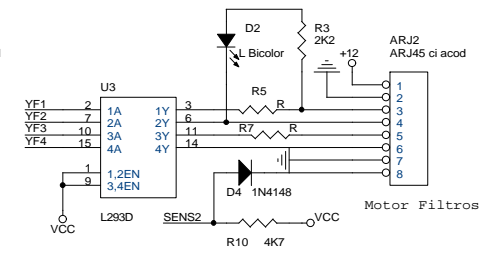 D2
L Bicolor
R3
2K2
ARJ2
ARJ45 ci acod
+12
U3
R5
R
R7
R
YF1
YF2
YF3
YF4
2
7
10
15
1
9
1A
2A
3A
4A
1,2EN
3,4EN
1Y
2Y
3Y
4Y
3
6
11
14
1
2
3
4
5
6
7
8
L293D
VCC
D4
1N4148
SENS2
VCC
R10
4K7
Motor Filtros